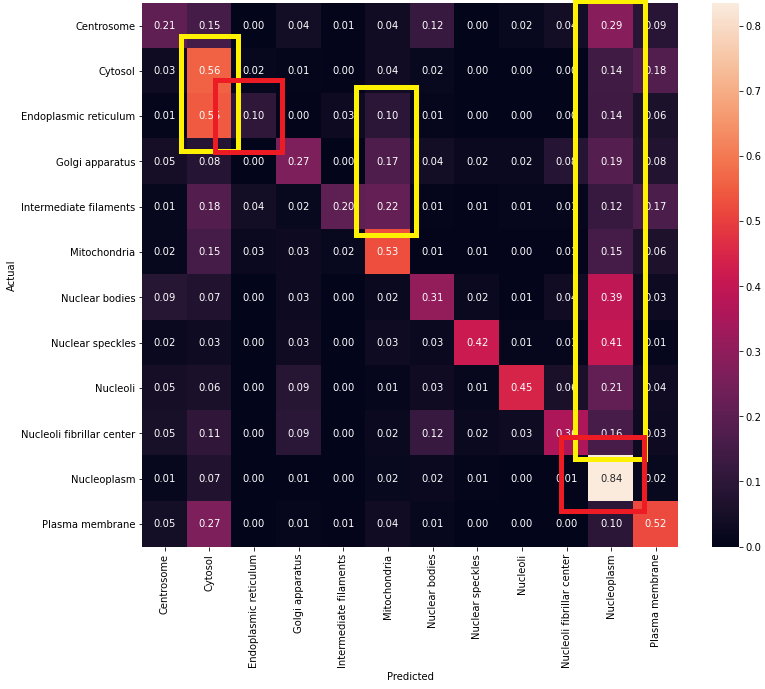 Centrosome 0.21 0.15 0.00 0.04 0.01 0.04 0.12 0.00 0.02 0.04 0.29 0.09
Cytosol 0.03 0.56 0.02 0.01 0.00 0.04 0.02 0.00 0.00 0.14 0.18
Endoplasmic reticulum 0.01 0.10 0.00 0.03 0.10 0.01 0.00 0.00 0.14 0.06
Golgi apparatus 0.05 0.08 0.00 0.27 0.00 0.17 0.04 0.02 0.02 0.08 0.19 0.08
Intermediate filaments 0.01 0.18 0.04 0.02 0.20 0.22 0.01 0.01 0.01 0.12 0.17
Mitochondria 0.02 0.15 0.03 0.03 0.02 0.53 0.01 0.01 0.00 0.15 0.06
Nuclear bodies 0.09 0.07 0.00 0.03 0.00 0.02 0.31 0.02 0.01 0.04 0.39 0.03
Nuclear speckles 0.02 0.03 0.00 0.03 0.00 0.03 0.03 0.42 0.01 0.41 0.01
Nucleoli 0.05 0.06 0.00 0.09 0.00 0.01 0.03 0.01 0.45 0.06 0.21 0.04
Nucleoli fibrillar center 0.05 0.11 0.00 0.09 0.00 0.02 0.12 0.02 0.03 0.16 0.03
Nucleoplasm 0.01 0.07 0.00 0.01 0.00 0.02 0.02 0.01 0.00 0.01 0.84 0.02
Plasma membrane 0.05 0.27 0.00 0.01 0.01 0.04 0.01 0.00 0.00 0.00 0.10 0.52
Actual
Centrosome
Cytosol
Endoplasmic reticulum
Golgi apparatus
Intermediate filaments
Mitochondria
Nuclear bodies
Nuclear speckles
Nucleoli
Nucleoli fibrillar center
Nucleoplasm
Plasma membrane
Predicted
0.8
0.7
0.6
0.5
0.4
0.3
0.2
0.1
0.0